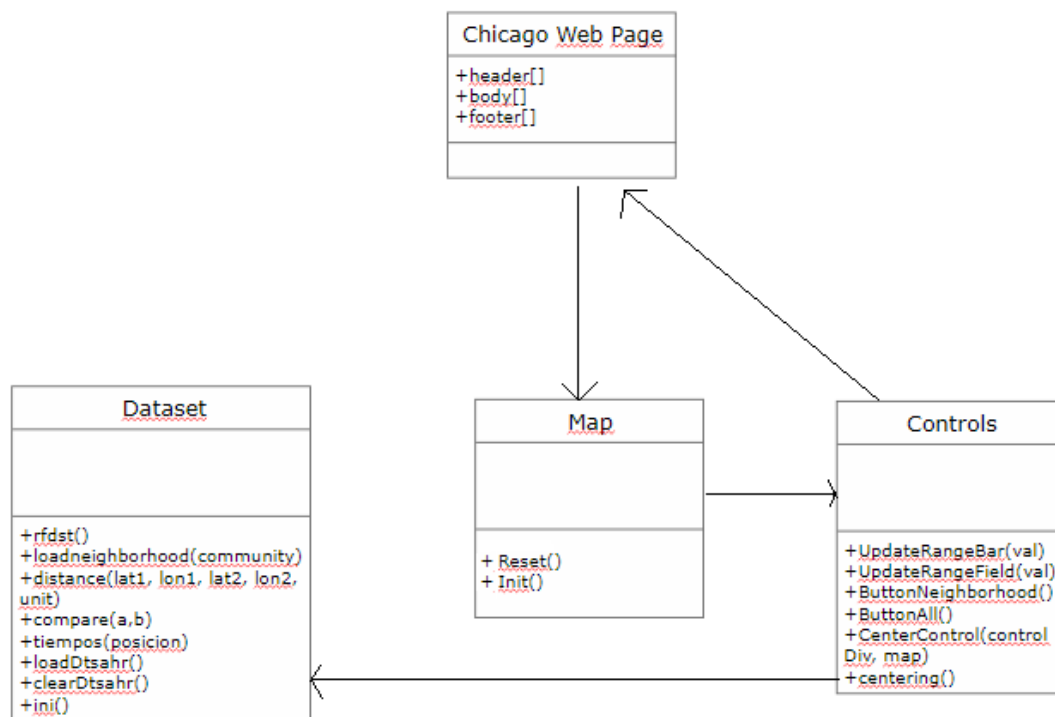 Chicago Web Page
+header[]
+body[]
+footer[]
Dataset
+rfdst()
+loadneighborhood(community)
+distance(lat1, lon1, lat2, lon2,
unit)
+compare(a,b)
+tiempos(posicion)
+loadDtsahr()
+clearDtsahr()
+ini()
Map
+ Reset()
+ Init()
Controls
+UpdateRangeBar(val)
+UpdateRangeField(val)
+ButtonNeighborhood()
+ButtonAll()
+CenterControl(control
Div, map)
+centering()